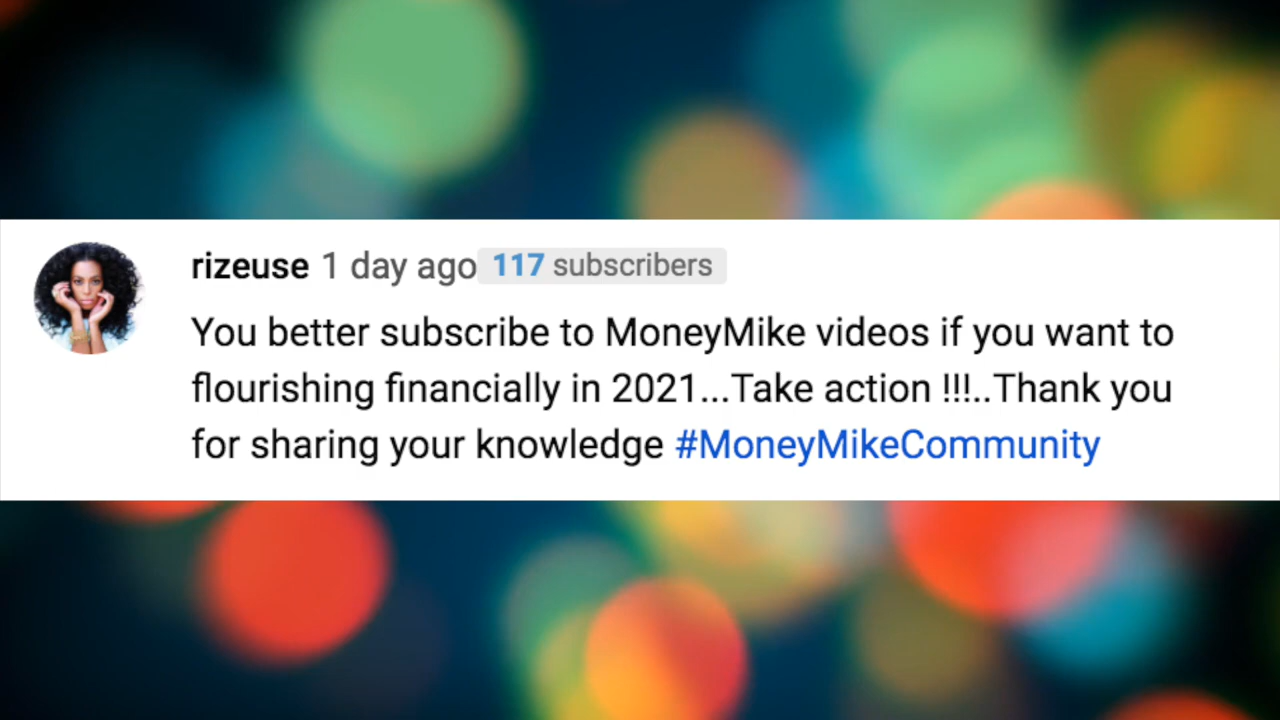 rizeuse 1 day ago 117 subscribers
You better subscribe to MoneyMike videos if you want to
flourishing financially in 2021...Take action !!!..Thank you
for sharing your knowledge #MoneyMikeCommunity